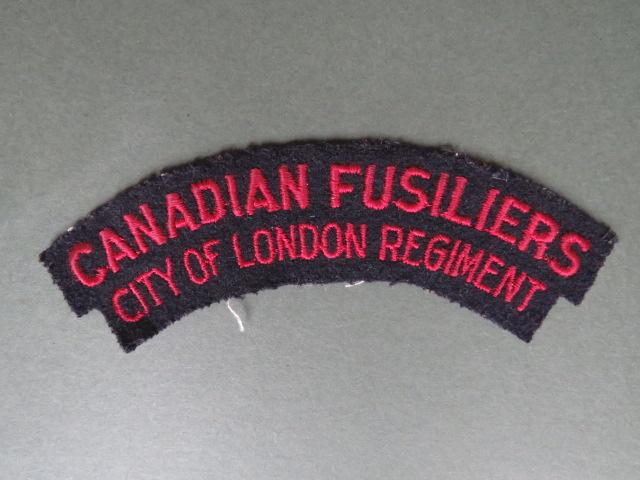 CANADIAN FUSILIERS
CITY OF LONDON REGIMENT